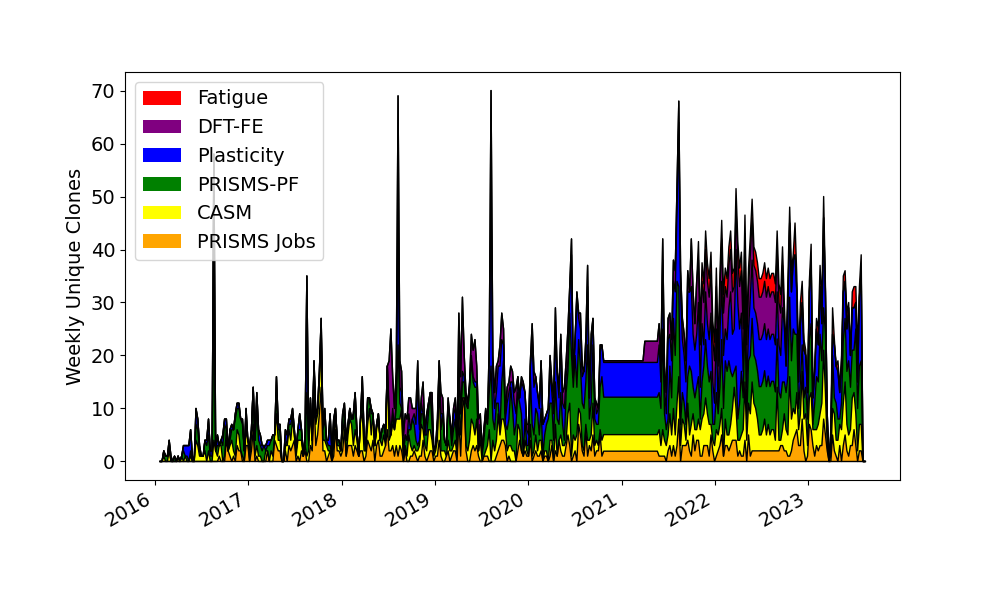 Weekly Unique Clones
70
60
50
40
30
20
10
0
Fatigue
DFT-FE
Plasticity
PRISMS-PF
CASM
PRISMS Jobs
2016
2017
2018
2019
2020
2021
2022
2023